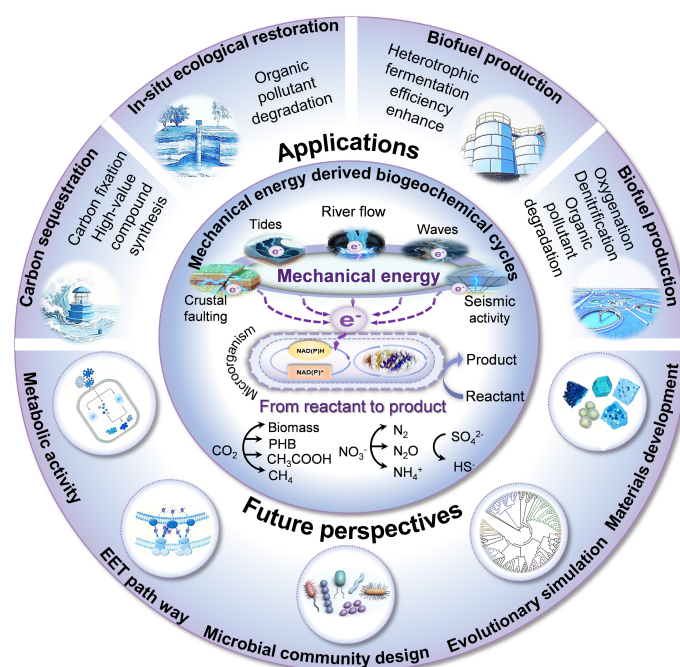 In-situ ecological restoration
Organic
pollutant
degradation
Biofuel production
Heterotrophic
fermentation
efficiency
enhance
Carbon sequestration
Carbon fixation
High-value
compound
synthesis
Biofuel production
Oxygenation
Denitrification
Organic
pollutant
degradation
Applications
Mechanical energy derived biogeochemical cycles
Tides
River flow
Waves
e⁻
e⁻
e⁻
Mechanical energy
e⁻
e⁻
Crustal
faulting
Seismic
activity
e⁻
Microorganism
NAD(P)H
NAD(P)⁺
Product
Reactant
From reactant to product
CO₂
Biomass
PHB
CH₃COOH
CH₄
NO₃⁻
N₂
N₂O
NH₄⁺
SO₄²⁻
HS⁻
Future perspectives
Metabolic activity
EET path way
Microbial community design
Evolutionary simulation
Materials development